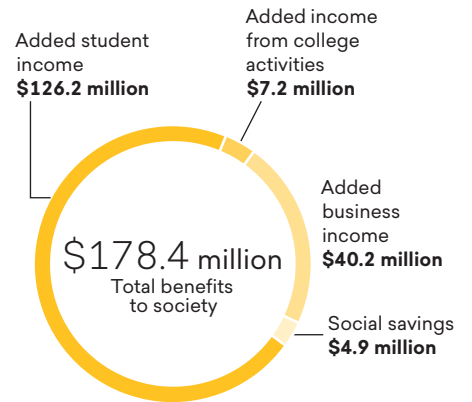 Added student
income
$126.2 million
Added income
from college
activities
$7.2 million
Added
business
income
$40.2 million
$178.4 million
Total benefits
to society
Social savings
$4.9 million